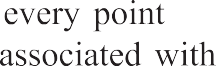 every point
associated with